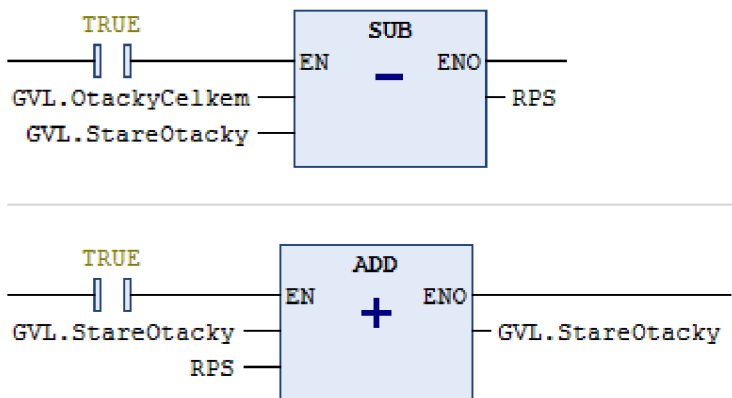 TRUE
SUB
EN ENO
GVL.OtackyCelkem − RPS
GVL.StareOtacky
TRUE
ADD
EN ENO
GVL.StareOtacky + GVL.StareOtacky
RPS